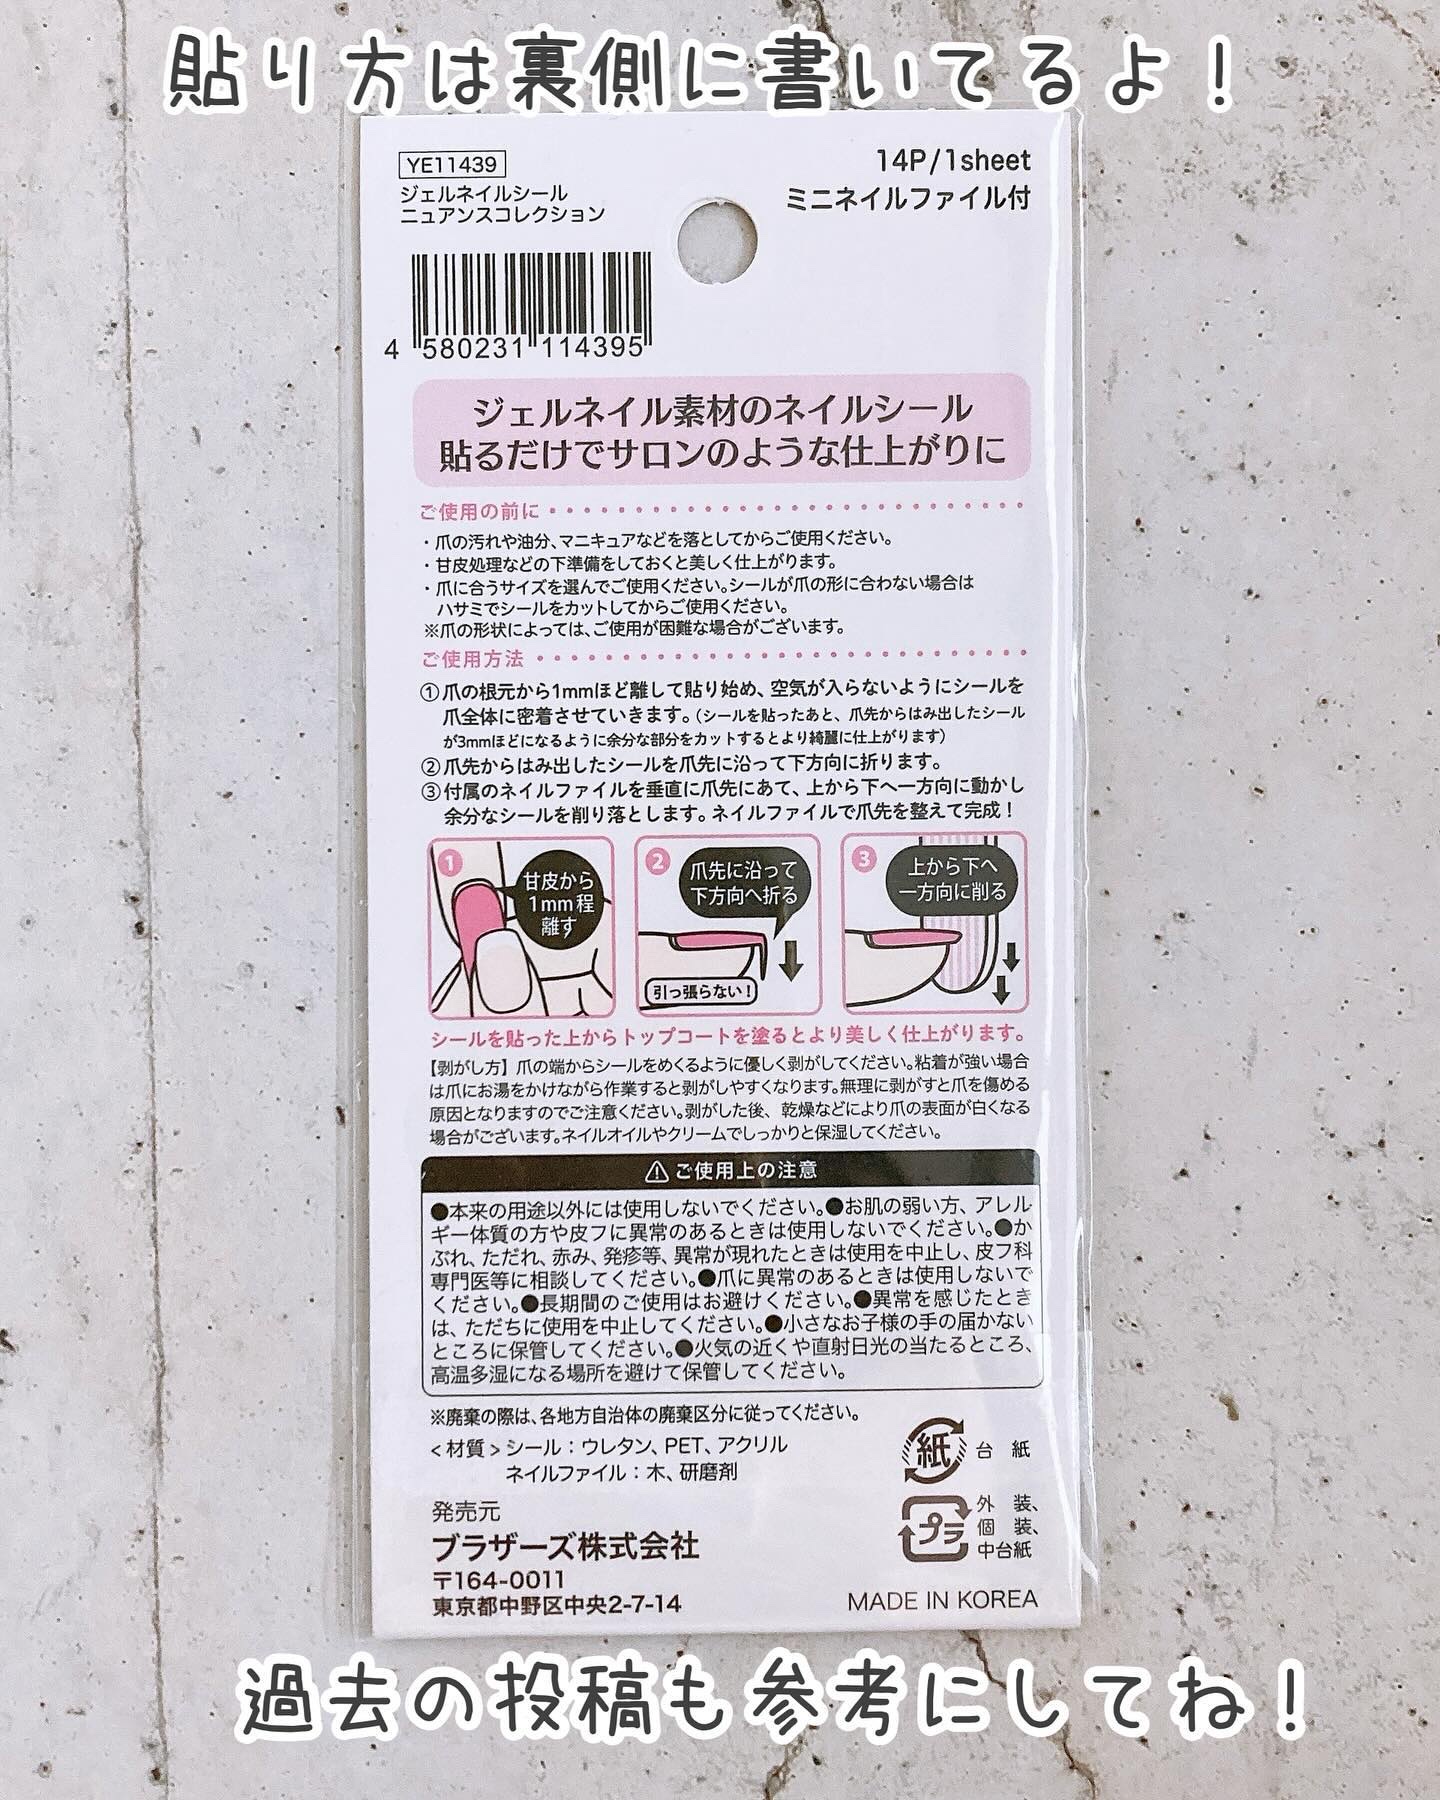 貼り方は裏側に書いてるよ！
YE11439
ジェルネイルシール
ニュアンスコレクション
14P/1sheet
ミニネイルファイル付
4 580231 114395
ジェルネイル素材のネイルシール
貼るだけでサロンのような仕上がりに
ご使用の前に
・爪の汚れや油分、マニキュアなどを落としてからご使用ください。
・甘皮処理などの下準備をしておくと美しく仕上がります。
・爪に合うサイズを選んでご使用ください。シールが爪の形に合わない場合は
ハサミでシールをカットしてからご使用ください。
※爪の形状によっては、ご使用が困難な場合がございます。
ご使用方法
①爪の根元から1mmほど離して貼り始め、空気が入らないようにシールを
爪全体に密着させていきます。（シールを貼ったあと、爪先からはみ出したシール
が3mmほどになるように余分な部分をカットするとより綺麗に仕上がります）
②爪先からはみ出したシールを爪先に沿って下方向に折ります。
③付属のネイルファイルを垂直に爪先にあて、上から下へ一方向に動かし
余分なシールを削り落とします。ネイルファイルで爪先を整えて完成！
1
甘皮から
1mm程
離す
2
爪先に沿って
下方向へ折る
引っ張らない！
3
上から下へ
一方向に削る
シールを貼った上からトップコートを塗るとより美しく仕上がります。
【剥がし方】爪の端からシールをめくるように優しく剥がしてください。粘着が強い場合
は爪にお湯をかけながら作業すると剥がしやすくなります。無理に剥がすと爪を傷める
原因となりますのでご注意ください。剥がした後、乾燥などにより爪の表面が白くなる
場合がございます。ネイルオイルやクリームでしっかりと保湿してください。
⚠ご使用上の注意
●本来の用途以外には使用しないでください。●お肌の弱い方、アレル
ギー体質の方や皮フに異常のあるときは使用しないでください。●か
ぶれ、ただれ、赤み、発疹等、異常が現れたときは使用を中止し、皮フ科
専門医等に相談してください。●爪に異常のあるときは使用しないで
ください。●長期間のご使用はお避けください。●異常を感じたとき
は、ただちに使用を中止してください。●小さなお子様の手の届かない
ところに保管してください。●火気の近くや直射日光の当たるところ、
高温多湿になる場所を避けて保管してください。
※廃棄の際は、各地方自治体の廃棄区分に従ってください。
<材質>シール：ウレタン、PET、アクリル
ネイルファイル：木、研磨剤
紙 台紙
プラ 外装、
個装、
中台紙
発売元
ブラザーズ株式会社
〒164-0011
東京都中野区中央2-7-14
MADE IN KOREA
過去の投稿も参考にしてね！